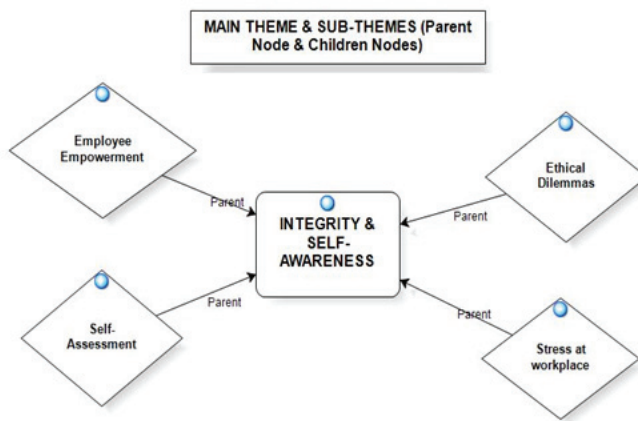 MAIN THEME & SUB-THEMES (Parent
Node & Children Nodes)
Employee
Empowerment
Parent
Ethical
Dilemmas
Parent
INTEGRITY &
SELF-
AWARENESS
Self-
Assessment
Parent
Stress at
workplace
Parent